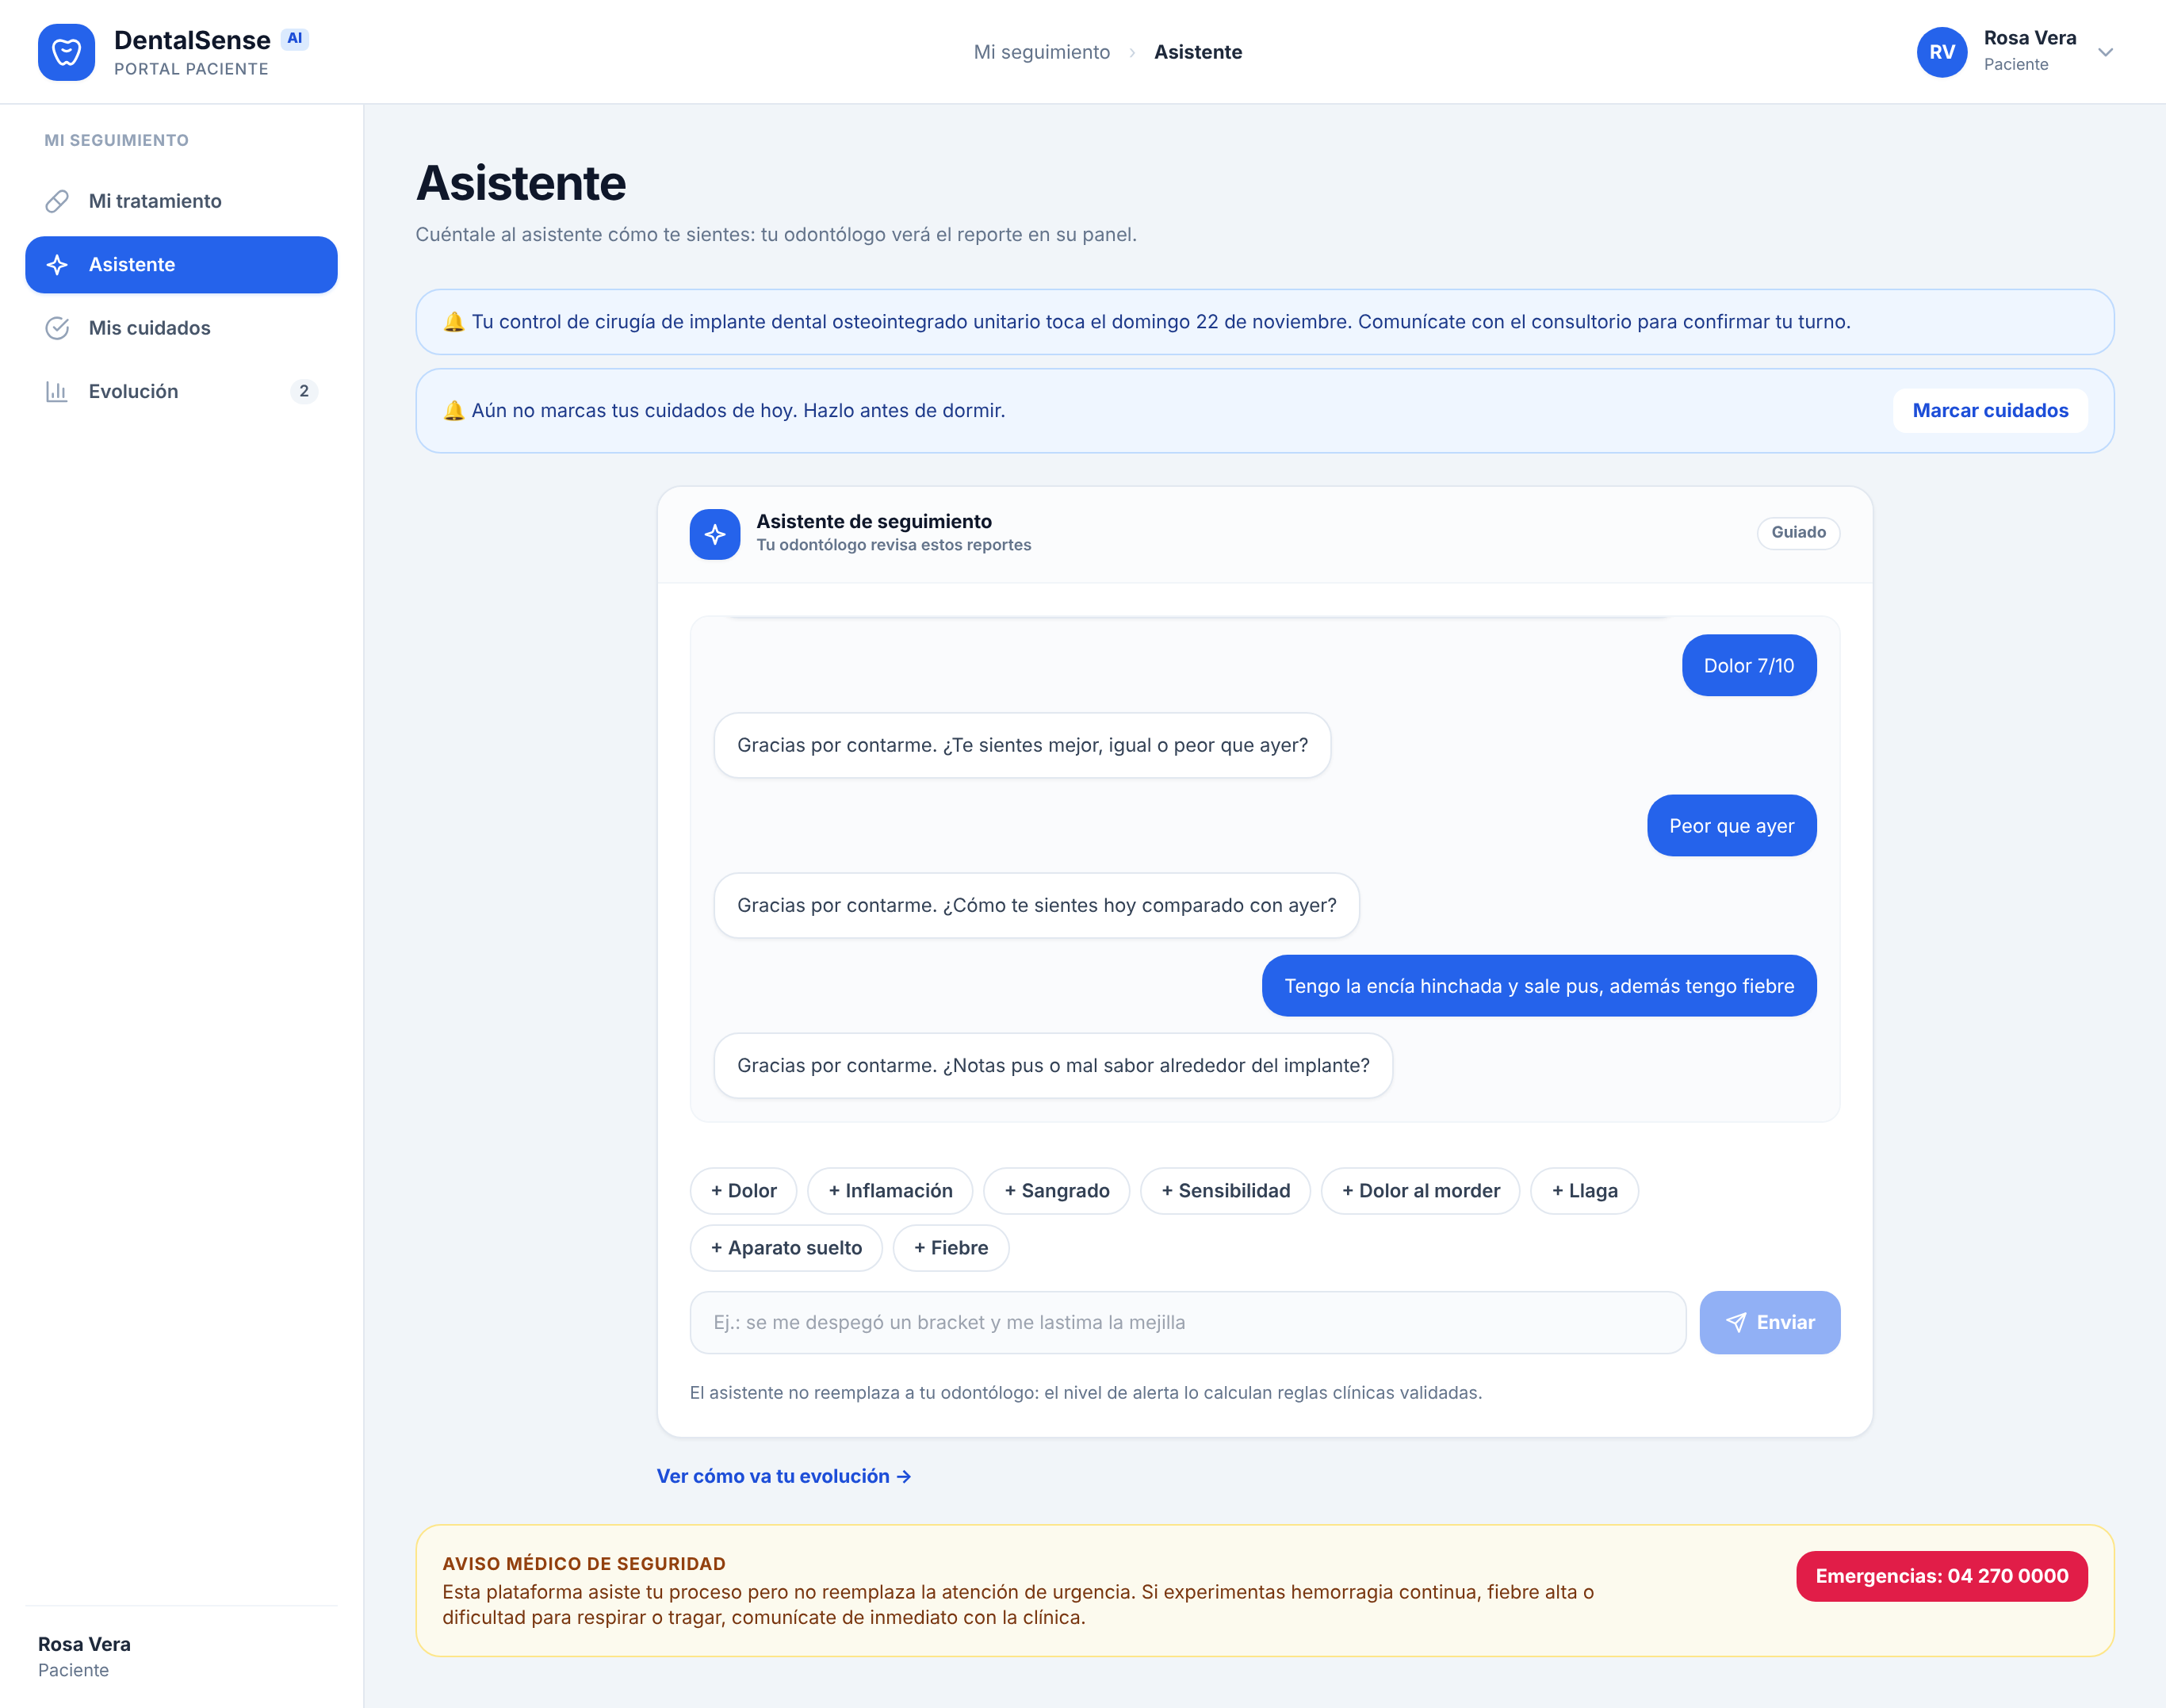 DentalSense AI
PORTAL PACIENTE
Mi seguimiento › Asistente
RV
Rosa Vera
Paciente
MI SEGUIMIENTO
Mi tratamiento
Asistente
Mis cuidados
Evolución 2
Asistente
Cuéntale al asistente cómo te sientes: tu odontólogo verá el reporte en su panel.
🔔 Tu control de cirugía de implante dental osteointegrado unitario toca el domingo 22 de noviembre. Comunícate con el consultorio para confirmar tu turno.
🔔 Aún no marcas tus cuidados de hoy. Hazlo antes de dormir.
Marcar cuidados
Asistente de seguimiento
Tu odontólogo revisa estos reportes
Guiado
Dolor 7/10
Gracias por contarme. ¿Te sientes mejor, igual o peor que ayer?
Peor que ayer
Gracias por contarme. ¿Cómo te sientes hoy comparado con ayer?
Tengo la encía hinchada y sale pus, además tengo fiebre
Gracias por contarme. ¿Notas pus o mal sabor alrededor del implante?
+ Dolor + Inflamación + Sangrado + Sensibilidad + Dolor al morder + Llaga
+ Aparato suelto + Fiebre
Ej.: se me despegó un bracket y me lastima la mejilla
Enviar
El asistente no reemplaza a tu odontólogo: el nivel de alerta lo calculan reglas clínicas validadas.
Ver cómo va tu evolución →
AVISO MÉDICO DE SEGURIDAD
Esta plataforma asiste tu proceso pero no reemplaza la atención de urgencia. Si experimentas hemorragia continua, fiebre alta o
dificultad para respirar o tragar, comunícate de inmediato con la clínica.
Emergencias: 04 270 0000
Rosa Vera
Paciente